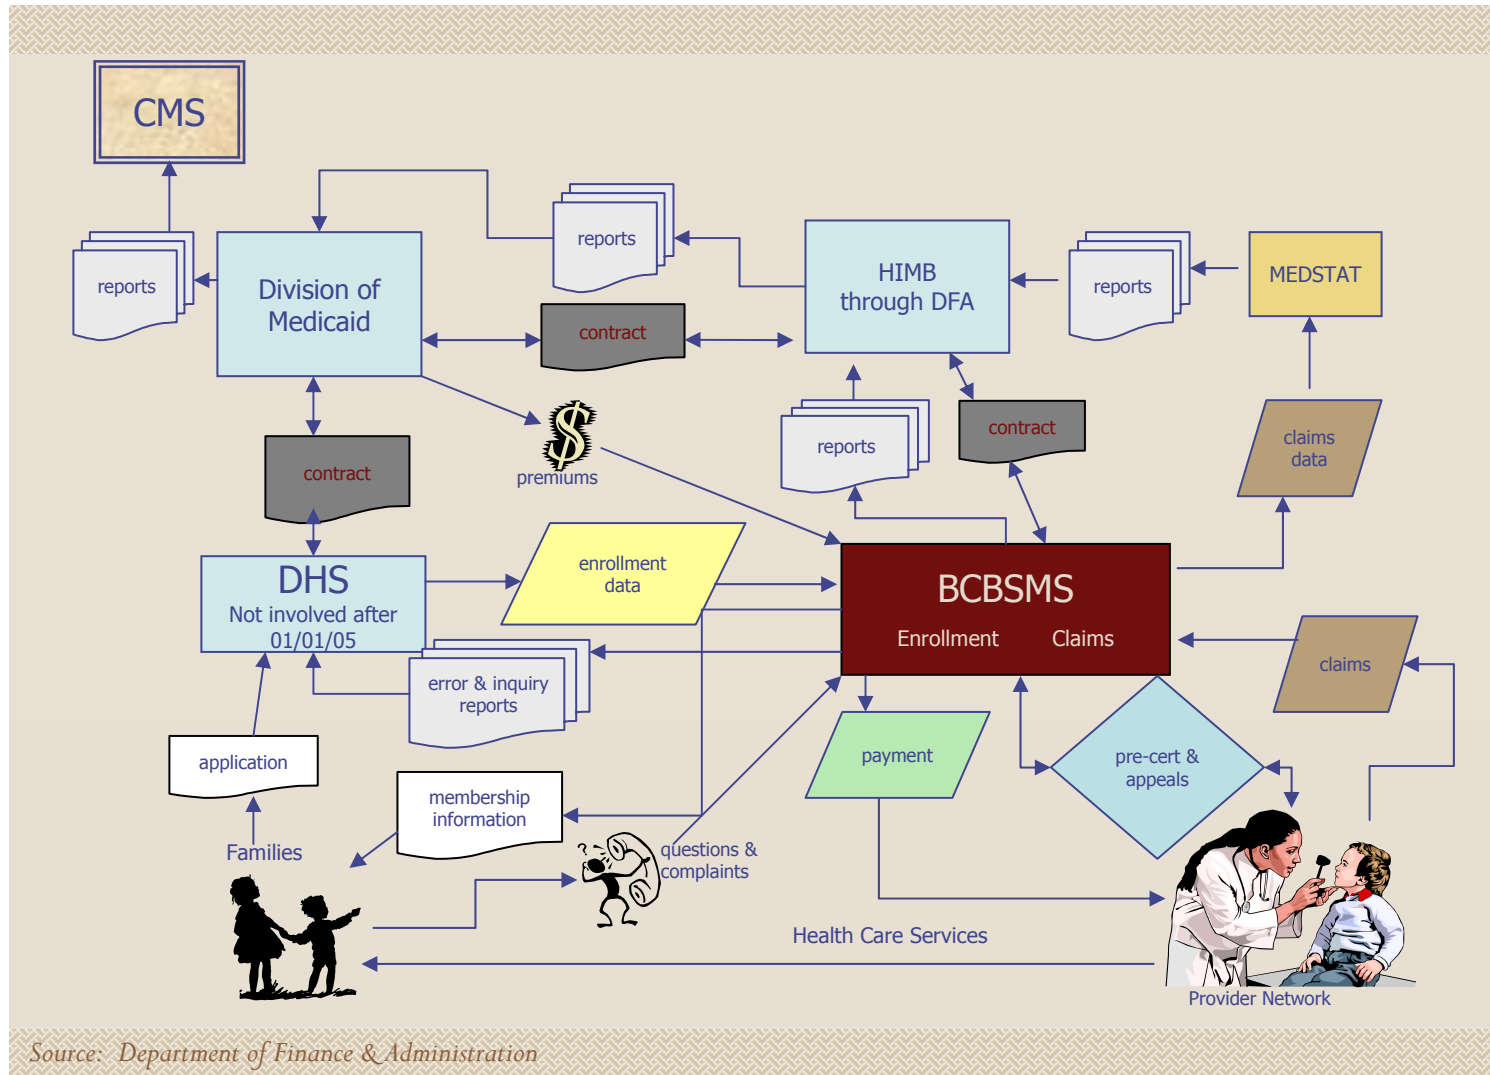 CMS
reports
Division of
Medicaid
reports
HIMB
through DFA
reports
MEDSTAT
contract
contract
premiums
reports
contract
claims
data
DHS
Not involved after
01/01/05
enrollment
data
BCBSMS
Enrollment Claims
claims
error & inquiry
reports
application
membership
information
payment
pre-cert &
appeals
Families
?
questions &
complaints
Health Care Services
Provider Network
Source: Department of Finance & Administration